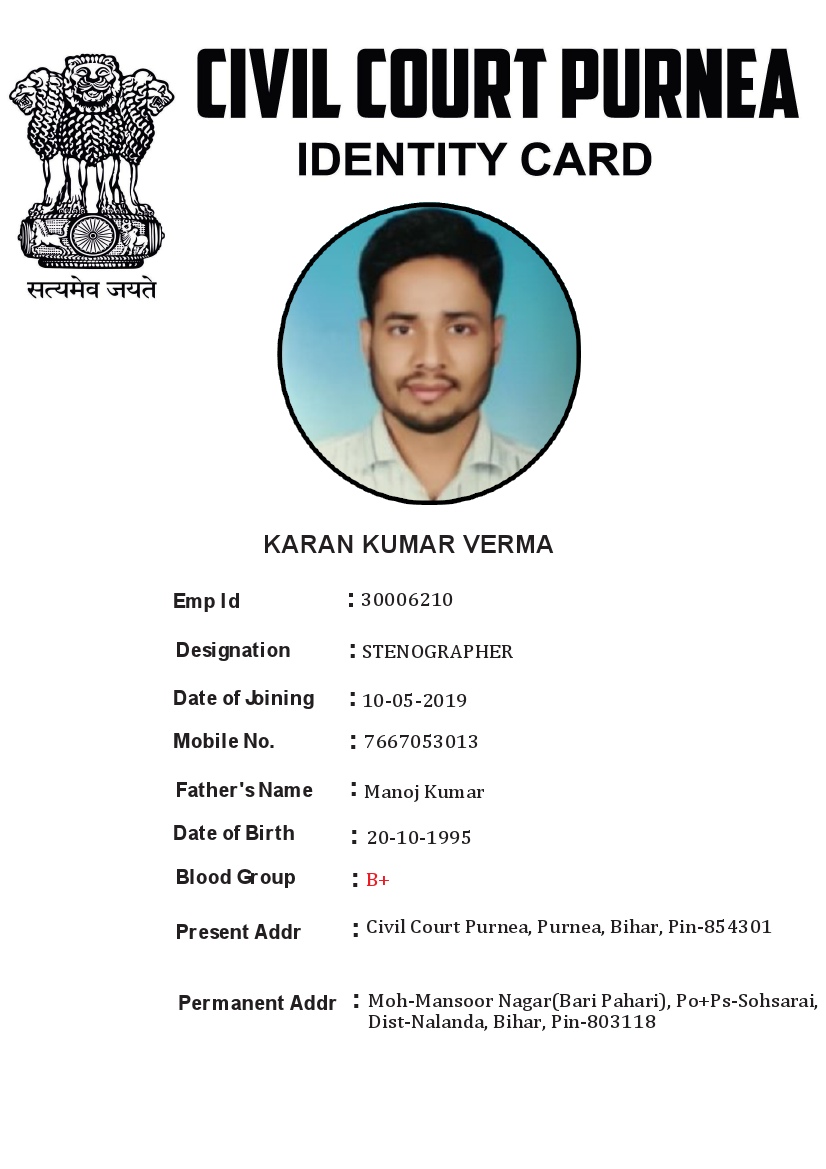 CIVIL COURT PURNEA
IDENTITY CARD
सत्यमेव जयते
KARAN KUMAR VERMA
Emp Id : 30006210
Designation : STENOGRAPHER
Date of Joining : 10-05-2019
Mobile No. : 7667053013
Father's Name : Manoj Kumar
Date of Birth : 20-10-1995
Blood Group : B+
Present Addr : Civil Court Purnea, Purnea, Bihar, Pin-854301
Permanent Addr : Moh-Mansoor Nagar(Bari Pahari), Po+Ps-Sohsarai,
Dist-Nalanda, Bihar, Pin-803118